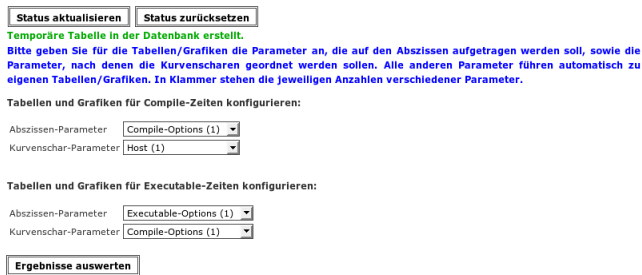 Status aktualisieren Status zurücksetzen
Temporäre Tabelle in der Datenbank erstellt.
Bitte geben Sie für die Tabellen/Grafiken die Parameter an, die auf den Abszissen aufgetragen werden soll, sowie die
Parameter, nach denen die Kurvenscharen geordnet werden sollen. Alle anderen Parameter führen automatisch zu
eigenen Tabellen/Grafiken. In Klammer stehen die jeweiligen Anzahlen verschiedener Parameter.
Tabellen und Grafiken für Compile-Zeiten konfigurieren:
Abszissen-Parameter Compile-Options (1)
Kurvenschar-Parameter Host (1)
Tabellen und Grafiken für Executable-Zeiten konfigurieren:
Abszissen-Parameter Executable-Options (1)
Kurvenschar-Parameter Compile-Options (1)
Ergebnisse auswerten